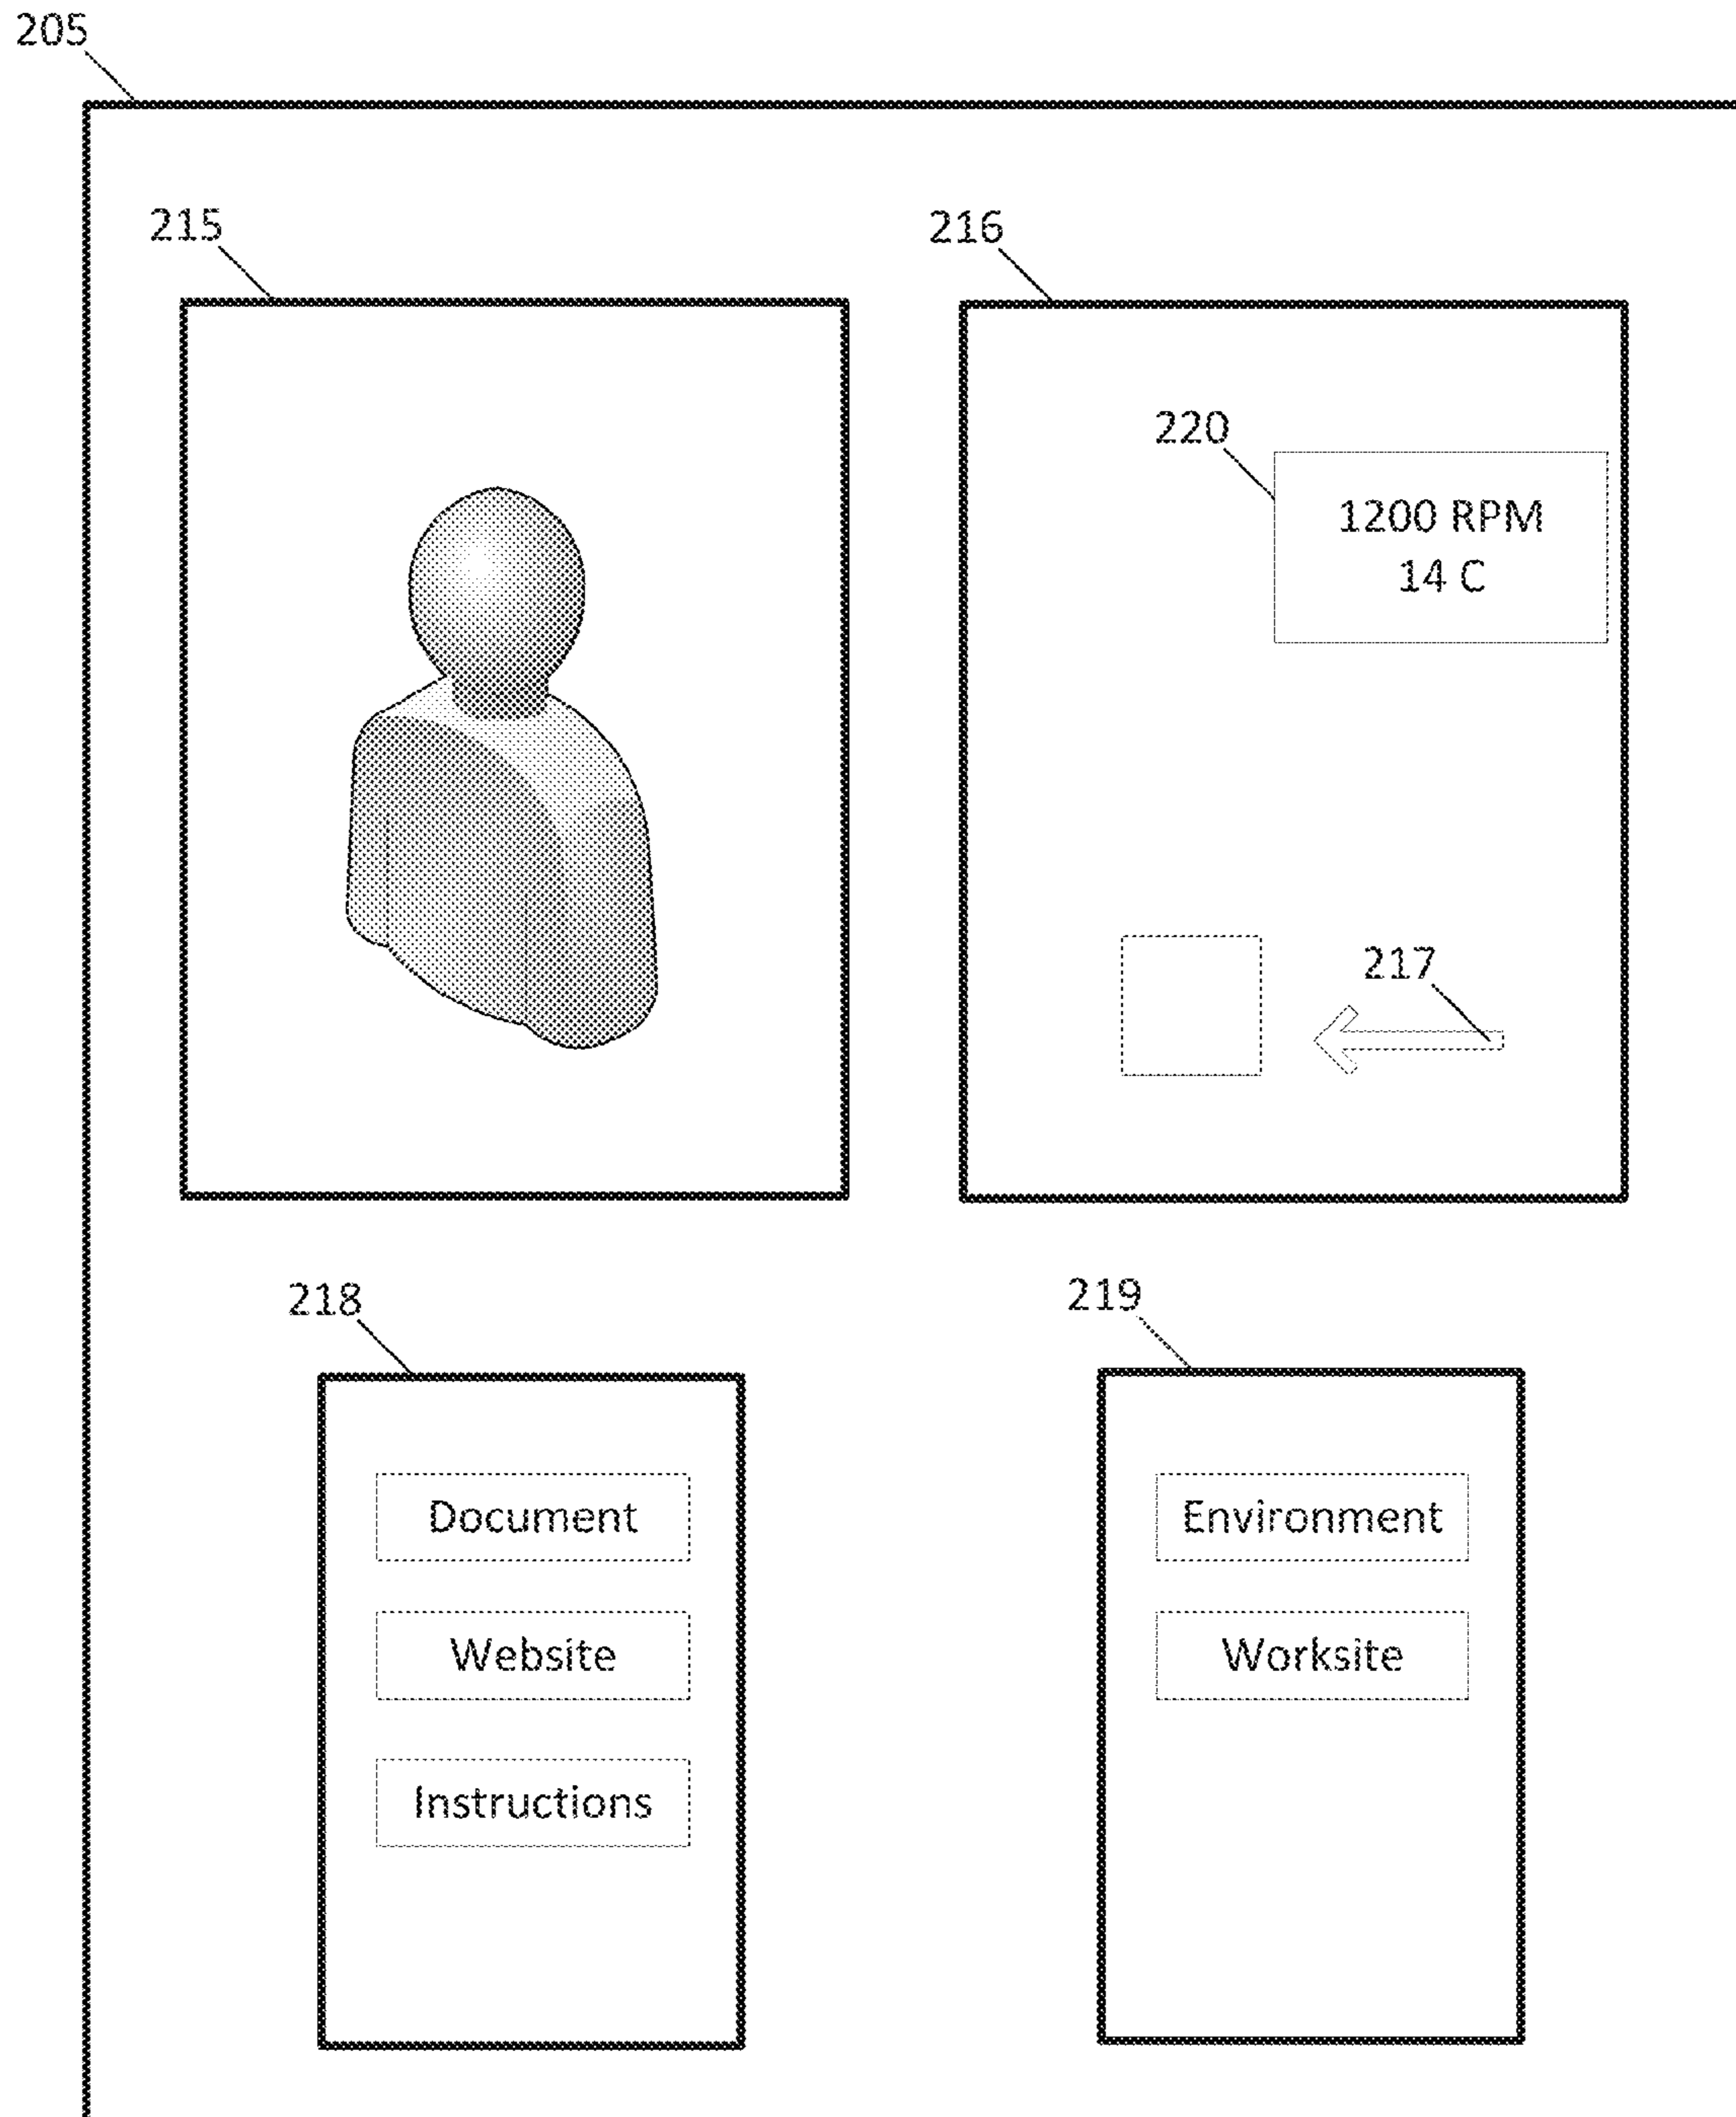 205
215
216
220
1200 RPM
14 C
217
218
219
Document
Environment
Website
Worksite
Instructions